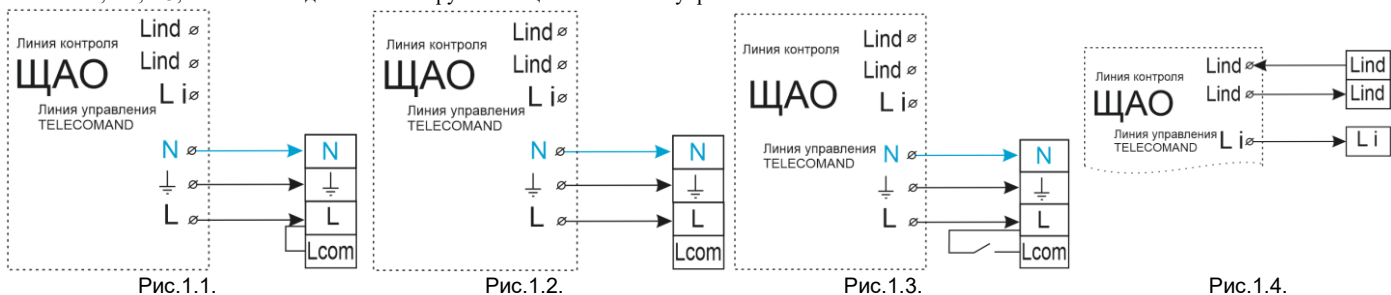 Lind
Линия контроля
Lind
ЩАО
L i
Линия управления
TELECOMAND
N
N
L
L
Lcom
Рис.1.1.
Lind
Линия контроля
Lind
ЩАО
L i
Линия управления
TELECOMAND
N
N
L
L
Lcom
Рис.1.2.
Lind
Линия контроля
Lind
ЩАО
L i
Линия управления
TELECOMAND
N
N
L
L
Lcom
Рис.1.3.
Lind
Lind
Линия контроля
Lind
Lind
ЩАО
Линия управления
TELECOMAND
L i
L i
Рис.1.4.